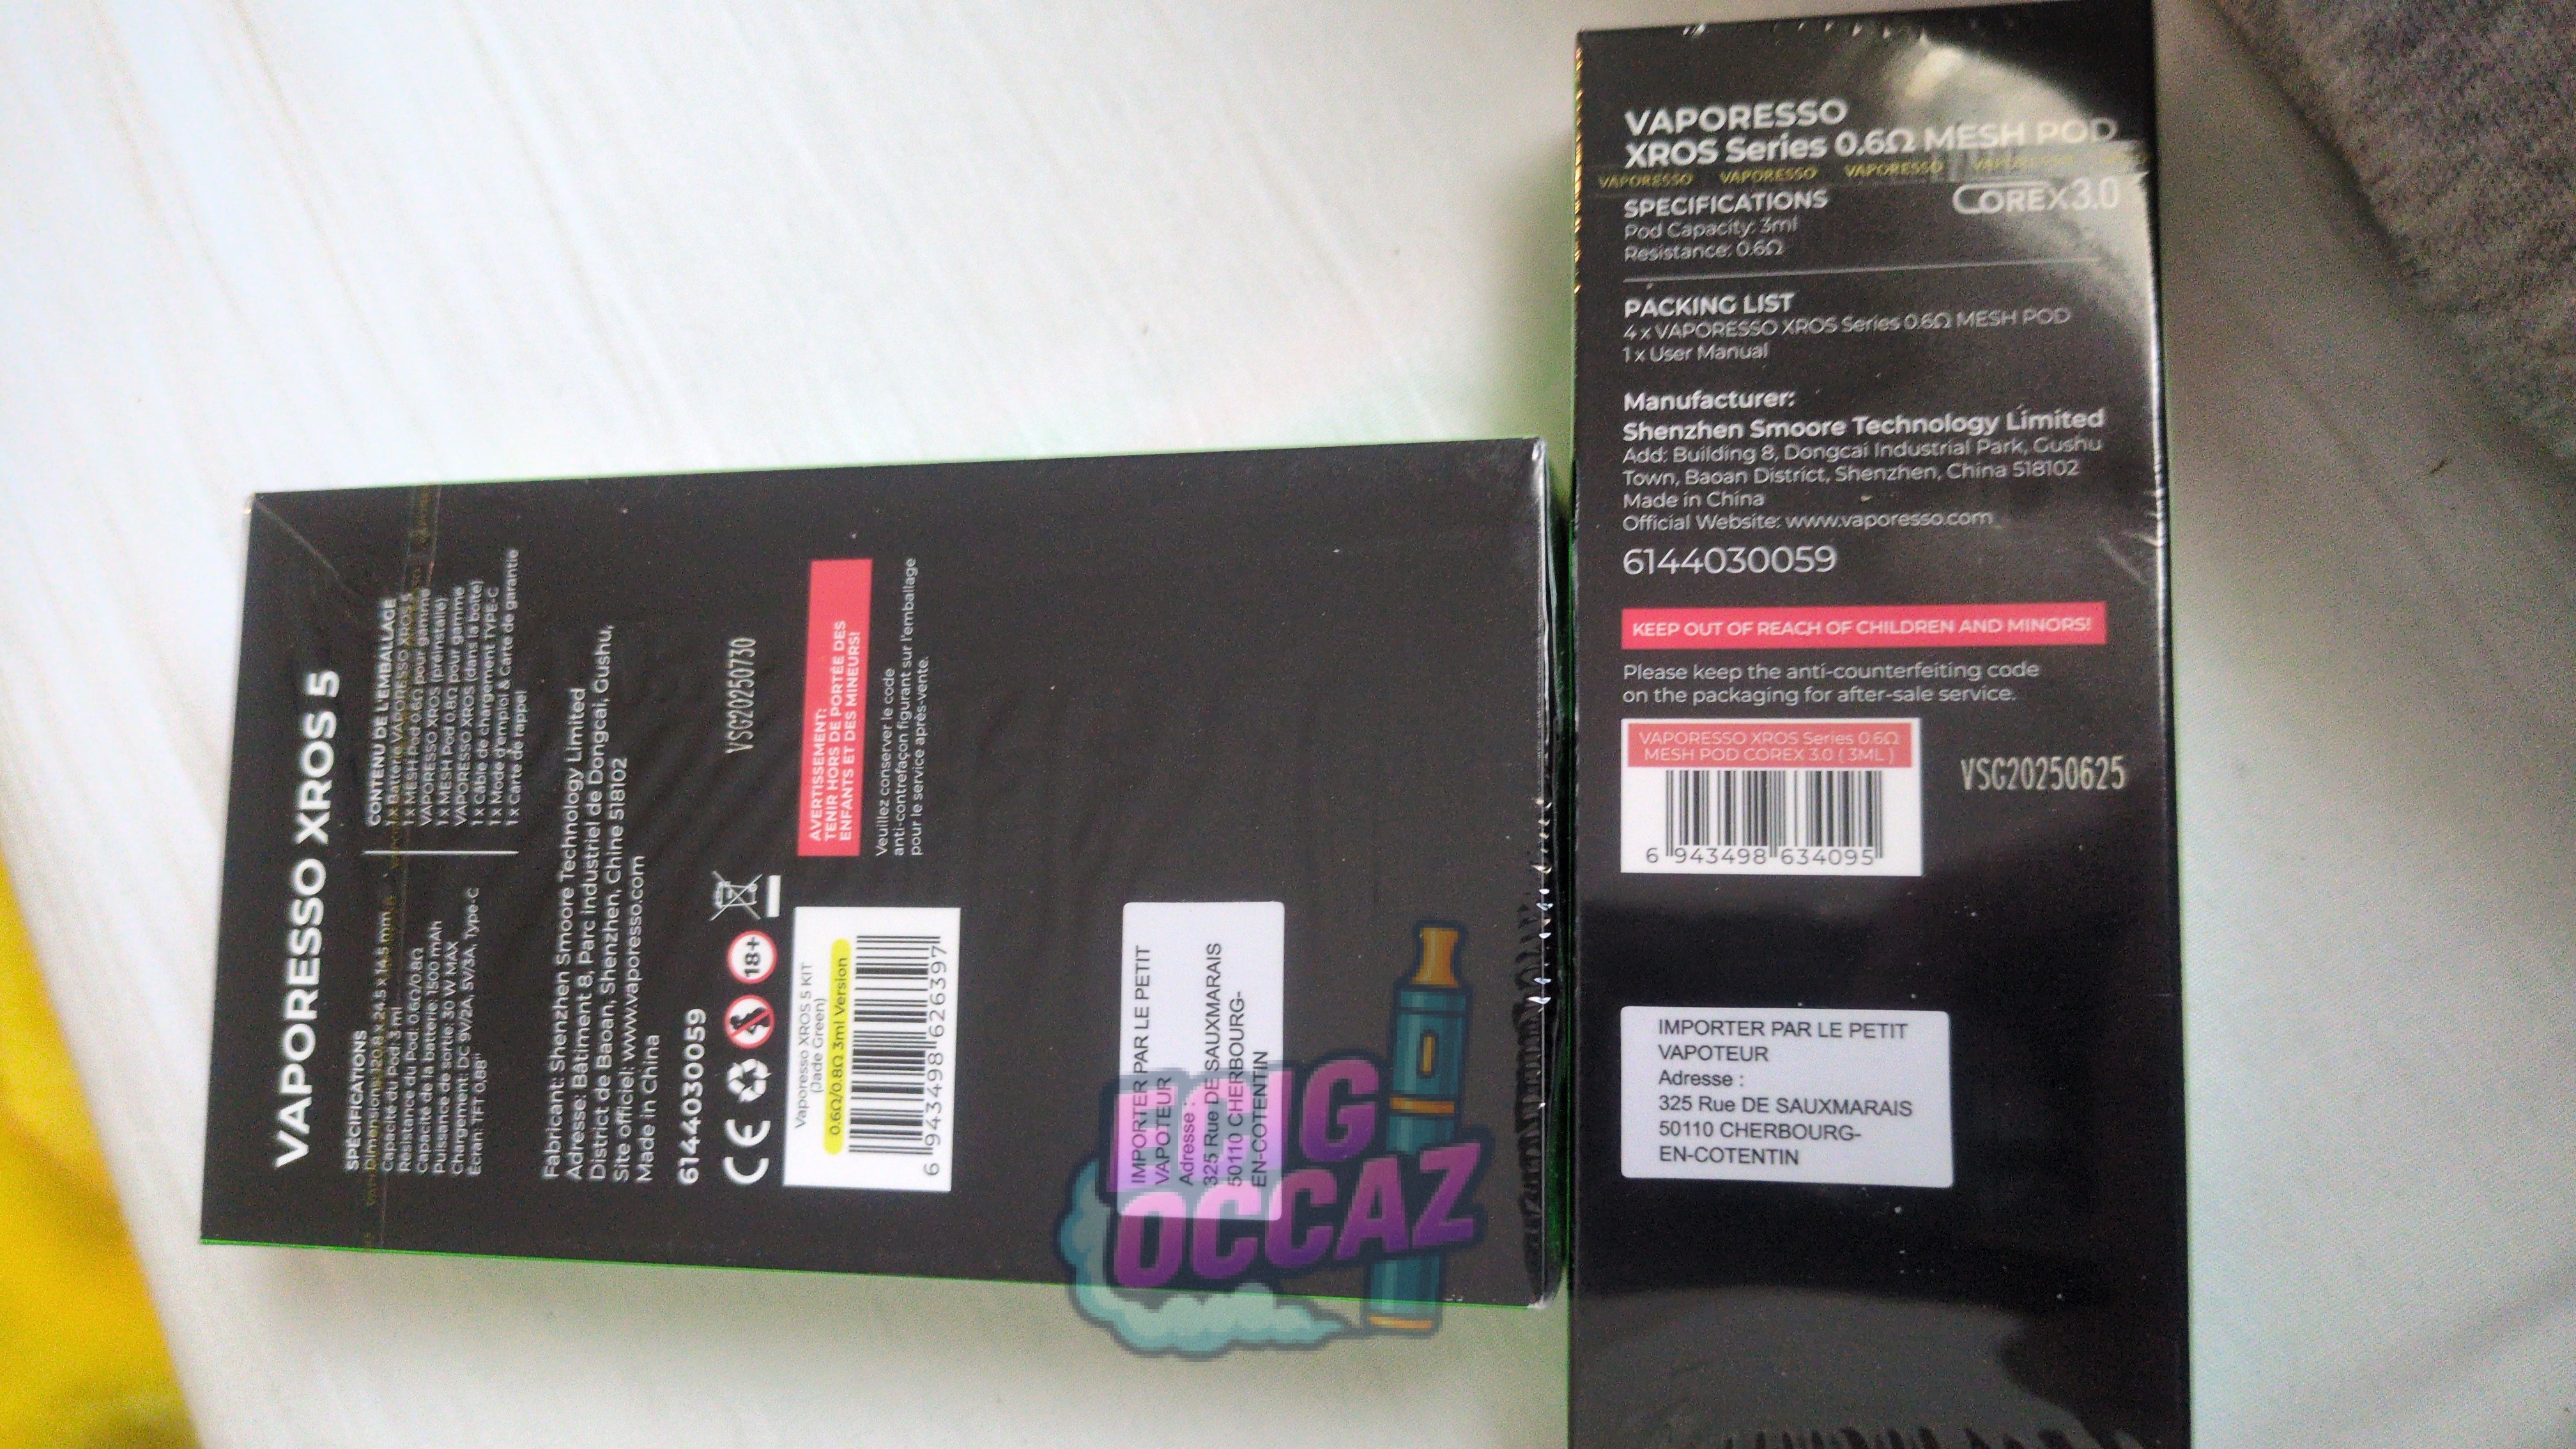 VAPORESSO XROS 5
SPÉCIFICATIONS
Dimensions: 120.8 x 24.5 x 14.5 mm
Capacité du Pod: 3 ml
Résistance du Pod: 0.6Ω/0.8Ω
Capacité de la batterie: 1500 mAh
Puissance de sortie: 30 W MAX
Chargement: DC 9V/2A, 5V/3A, Type-C
Écran: TFT 0,88"
CONTENU DE L'EMBALLAGE
1 x Batterie VAPORESSO XROS 5
1 x MESH Pod 0.6Ω pour gamme
VAPORESSO XROS (préinstallé)
1 x MESH Pod 0.8Ω pour gamme
VAPORESSO XROS (dans la boîte)
1 x Câble de chargement TYPE-C
1 x Mode d'emploi & Carte de garantie
1 x Carte de rappel
Fabricant: Shenzhen Smoore Technology Limited
Adresse: Bâtiment 8, Parc industriel de Dongcai, Gushu,
District de Baoan, Shenzhen, Chine 518102
Site officiel: www.vaporesso.com
Made in China
6144030059
VSG20250730
CE
18+
AVERTISSEMENT:
TENIR HORS DE PORTÉE DES
ENFANTS ET DES MINEURS!
Veuillez conserver le code
anti-contrefaçon figurant sur l'emballage
pour le service après-vente.
Vaporesso XROS 5 KIT
(Jade Green)
0.6Ω/0.8Ω 3ml Version
6 943498 626397
IMPORTER PAR LE PETIT
VAPOTEUR
Adresse :
325 Rue DE SAUXMARAIS
50110 CHERBOURG-
EN-COTENTIN
OCCAZ
VAPORESSO
XROS Series 0.6Ω MESH POD
VAPORESSO VAPORESSO VAPORESSO
SPECIFICATIONS
COREX3.0
Pod Capacity: 3ml
Resistance: 0.6Ω
PACKING LIST
4 x VAPORESSO XROS Series 0.6Ω MESH POD
1 x User Manual
Manufacturer:
Shenzhen Smoore Technology Limited
Add: Building 8, Dongcai Industrial Park, Gushu
Town, Baoan District, Shenzhen, China 518102
Made in China
Official Website: www.vaporesso.com
6144030059
KEEP OUT OF REACH OF CHILDREN AND MINORS!
Please keep the anti-counterfeiting code
on the packaging for after-sale service.
VAPORESSO XROS Series 0.6Ω
MESH POD COREX 3.0 ( 3ML )
6 943498 634095
VSG20250625
IMPORTER PAR LE PETIT
VAPOTEUR
Adresse :
325 Rue DE SAUXMARAIS
50110 CHERBOURG-
EN-COTENTIN